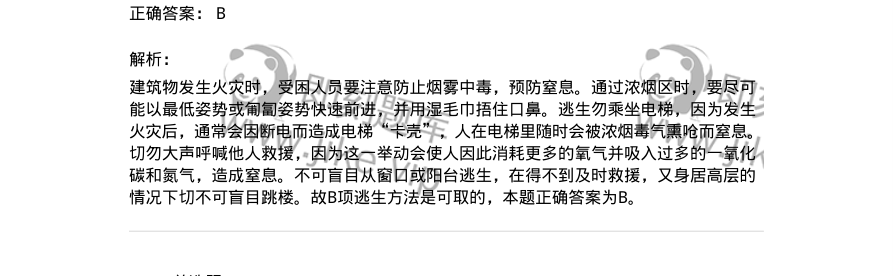 正确答案： B
解析：
建筑物发生火灾时，受困人员要注意防止烟雾中毒，预防窒息。通过浓烟区时，要尽可
能以最低姿势或匍匐姿势快速前进，并用湿毛巾捂住口鼻。逃生勿乘坐电梯，因为发生
火灾后，通常会因断电而造成电梯“卡壳”，人在电梯里随时会被浓烟毒气熏呛而窒息。
切勿大声呼喊他人救援，因为这一举动会使人因此消耗更多的氧气并吸入过多的一氧化
碳和氮气，造成窒息。不可盲目从窗口或阳台逃生，在得不到及时救援，又身居高层的
情况下切不可盲目跳楼。故B项逃生方法是可取的，本题正确答案为B。
即刻题库
www.jike.vip